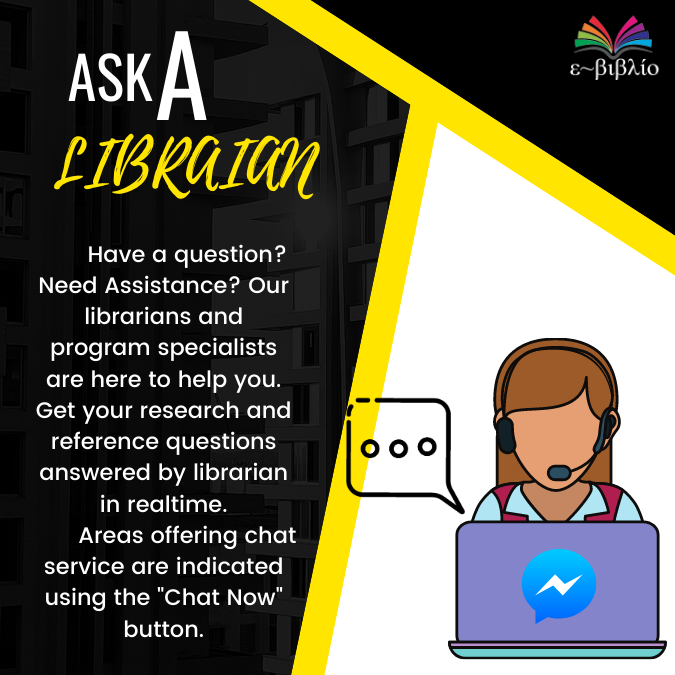 ASK A
LIBRAIAN
ε~βιβλίο
Have a question?
Need Assistance? Our
librarians and
program specialists
are here to help you.
Get your research and
reference questions
answered by librarian
in realtime.
Areas offering chat
service are indicated
using the "Chat Now"
button.